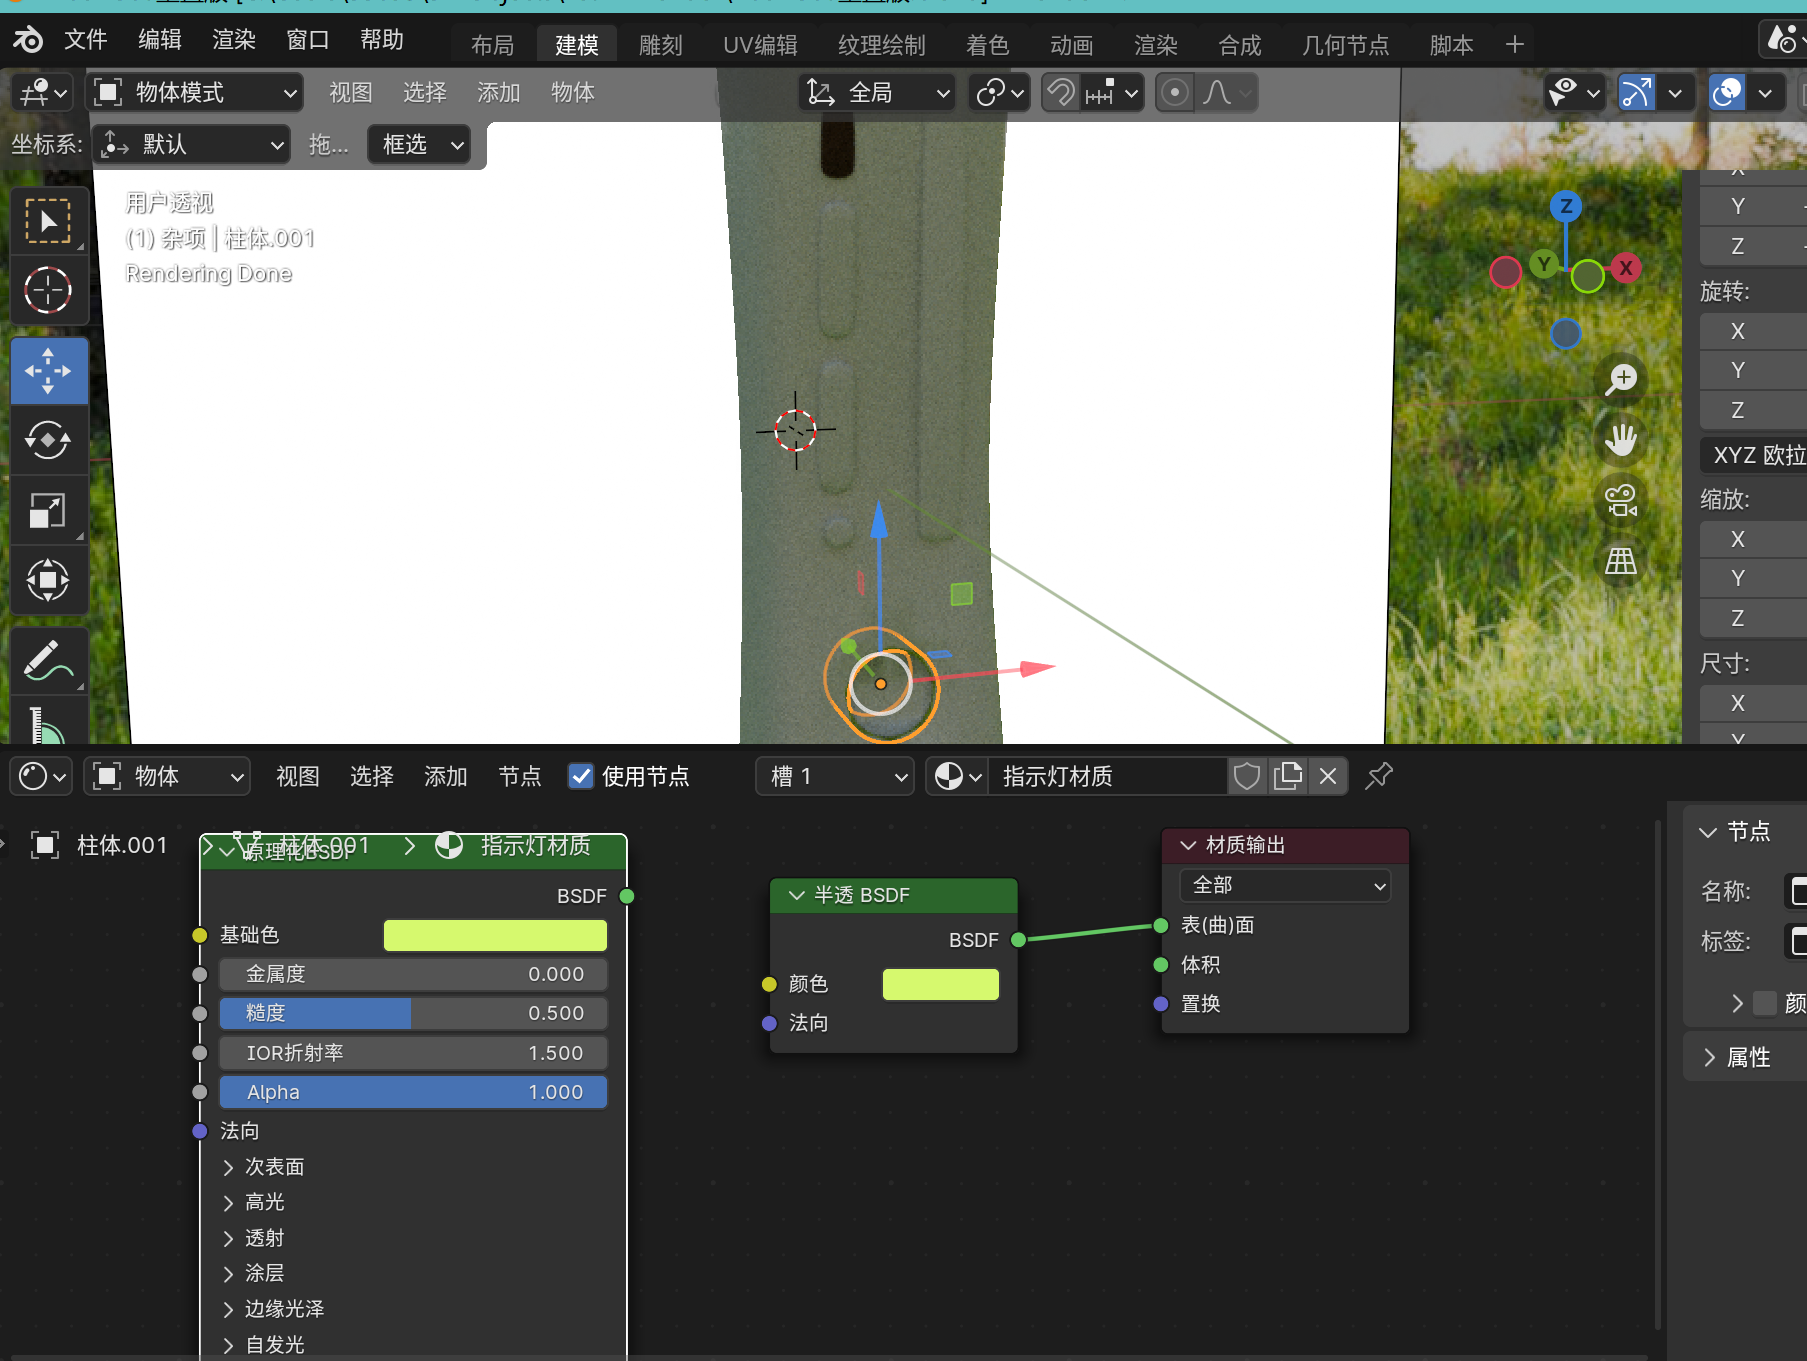 文件 编辑 渲染 窗口 帮助 布局 建模 雕刻 UV编辑 纹理绘制 着色 动画 渲染 合成 几何节点 脚本 +
物体模式 视图 选择 添加 物体 全局
坐标系: 默认 拖... 框选
用户透视
(1) 杂项 | 柱体.001
Rendering Done
Z
Y
X
X
Y
Z
旋转:
X
Y
Z
XYZ 欧拉
缩放:
X
Y
Z
尺寸:
X
Y
物体 视图 选择 添加 节点 使用节点 槽 1 指示灯材质
柱体.001 柱体.001 指示灯材质
原理化BSDF
BSDF
基础色
金属度 0.000
糙度 0.500
IOR折射率 1.500
Alpha 1.000
法向
次表面
高光
透射
涂层
边缘光泽
自发光
半透 BSDF
BSDF
颜色
法向
材质输出
全部
表(曲)面
体积
置换
节点
名称:
标签:
颜
属性